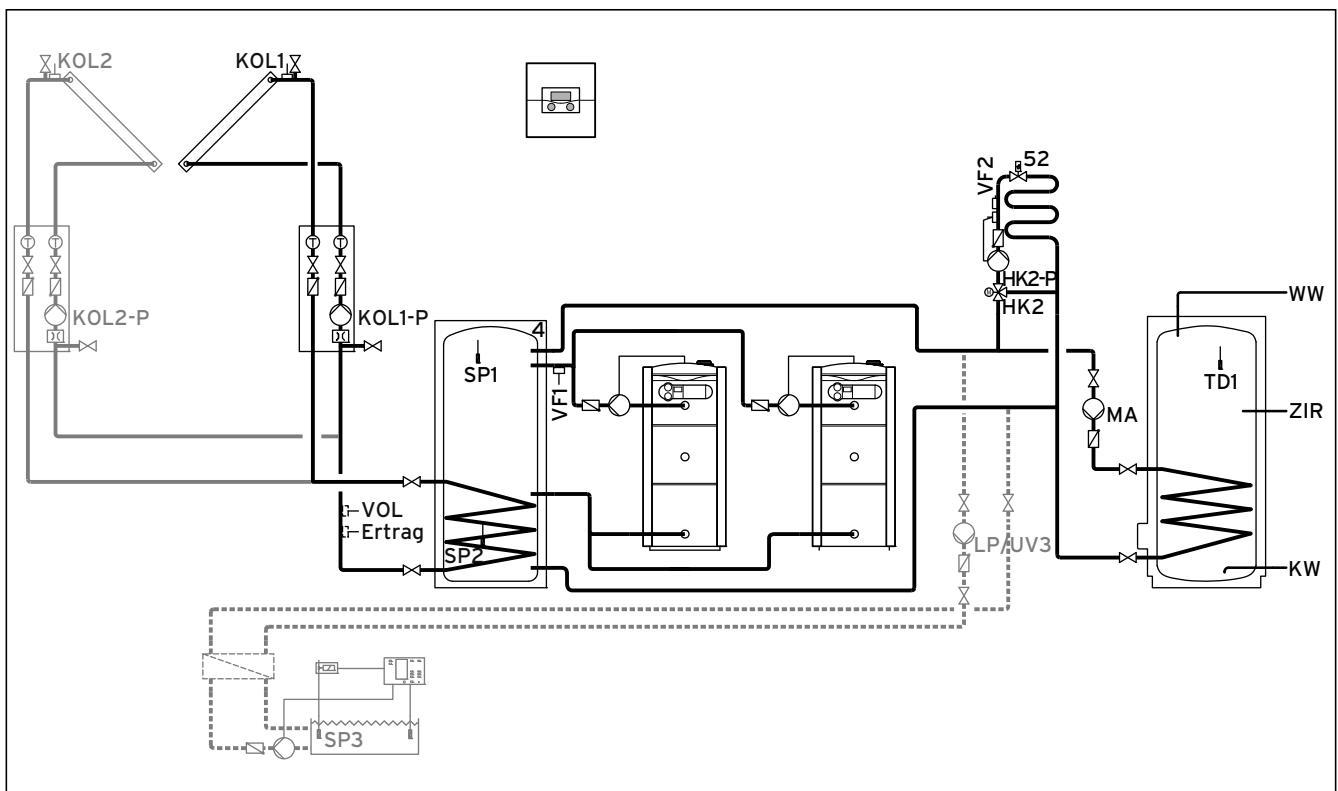 KOL2
KOL1
VF2
52
KOL2-P
KOL1-P
HK2-P
HK2
WW
4
SP1
VF1
TD1
ZIR
MA
VOL
Ertrag
SP2
LP/UV3
KW
SP3